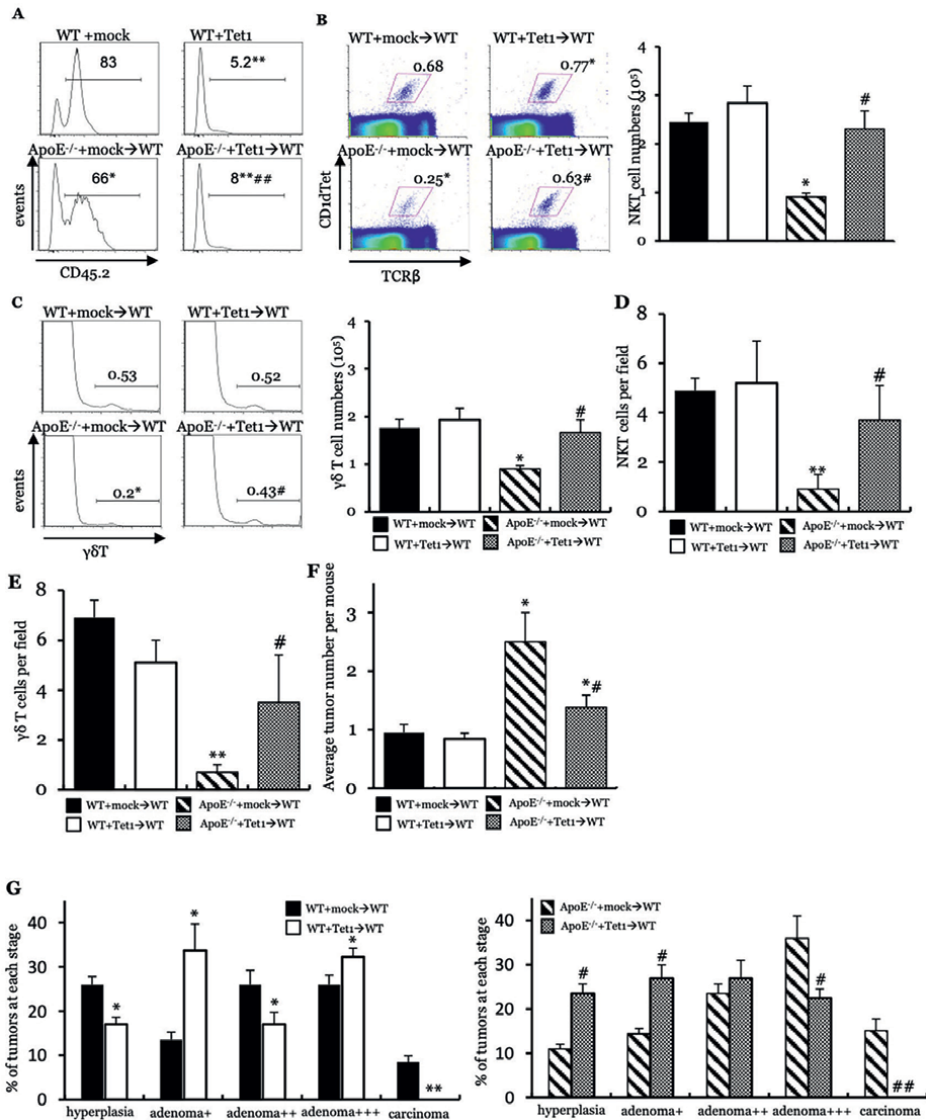 A
WT +mock
WT+Tet1
83
5.2**
ApoE-/-+mock→WT
ApoE-/-+Tet1→WT
66*
8**##
events
CD45.2
B
WT+mock→WT
WT+Tet1→WT
0.68
0.77*
ApoE-/-+mock→WT
ApoE-/-+Tet1→WT
0.25*
0.63#
CD1dTet
TCRβ
NKT cell numbers (10⁵)
4
3
2
1
0
*
#
C
WT+mock→WT
WT+Tet1→WT
0.53
0.52
ApoE-/-+mock→WT
ApoE-/-+Tet1→WT
0.2*
0.43#
events
γδT
γδ T cell numbers (10⁵)
4
3
2
1
0
*
#
WT+mock→WT
ApoE-/-+mock→WT
WT+Tet1→WT
ApoE-/-+Tet1→WT
D
NKT cells per field
8
6
4
2
0
**
#
WT+mock→WT
ApoE-/-+mock→WT
WT+Tet1→WT
ApoE-/-+Tet1→WT
E
γδ T cells per field
8
6
4
2
0
**
#
WT+mock→WT
ApoE-/-+mock→WT
WT+Tet1→WT
ApoE-/-+Tet1→WT
F
Average tumor number per mouse
3
2
1
0
*
*#
WT+mock→WT
ApoE-/-+mock→WT
WT+Tet1→WT
ApoE-/-+Tet1→WT
G
% of tumors at each stage
40
30
20
10
0
WT+mock→WT
WT+Tet1→WT
*
*
*
*
**
hyperplasia adenoma+ adenoma++ adenoma+++ carcinoma
% of tumors at each stage
40
30
20
10
0
ApoE-/-+mock→WT
ApoE-/-+Tet1→WT
#
#
#
##
hyperplasia adenoma+ adenoma++ adenoma+++ carcinoma